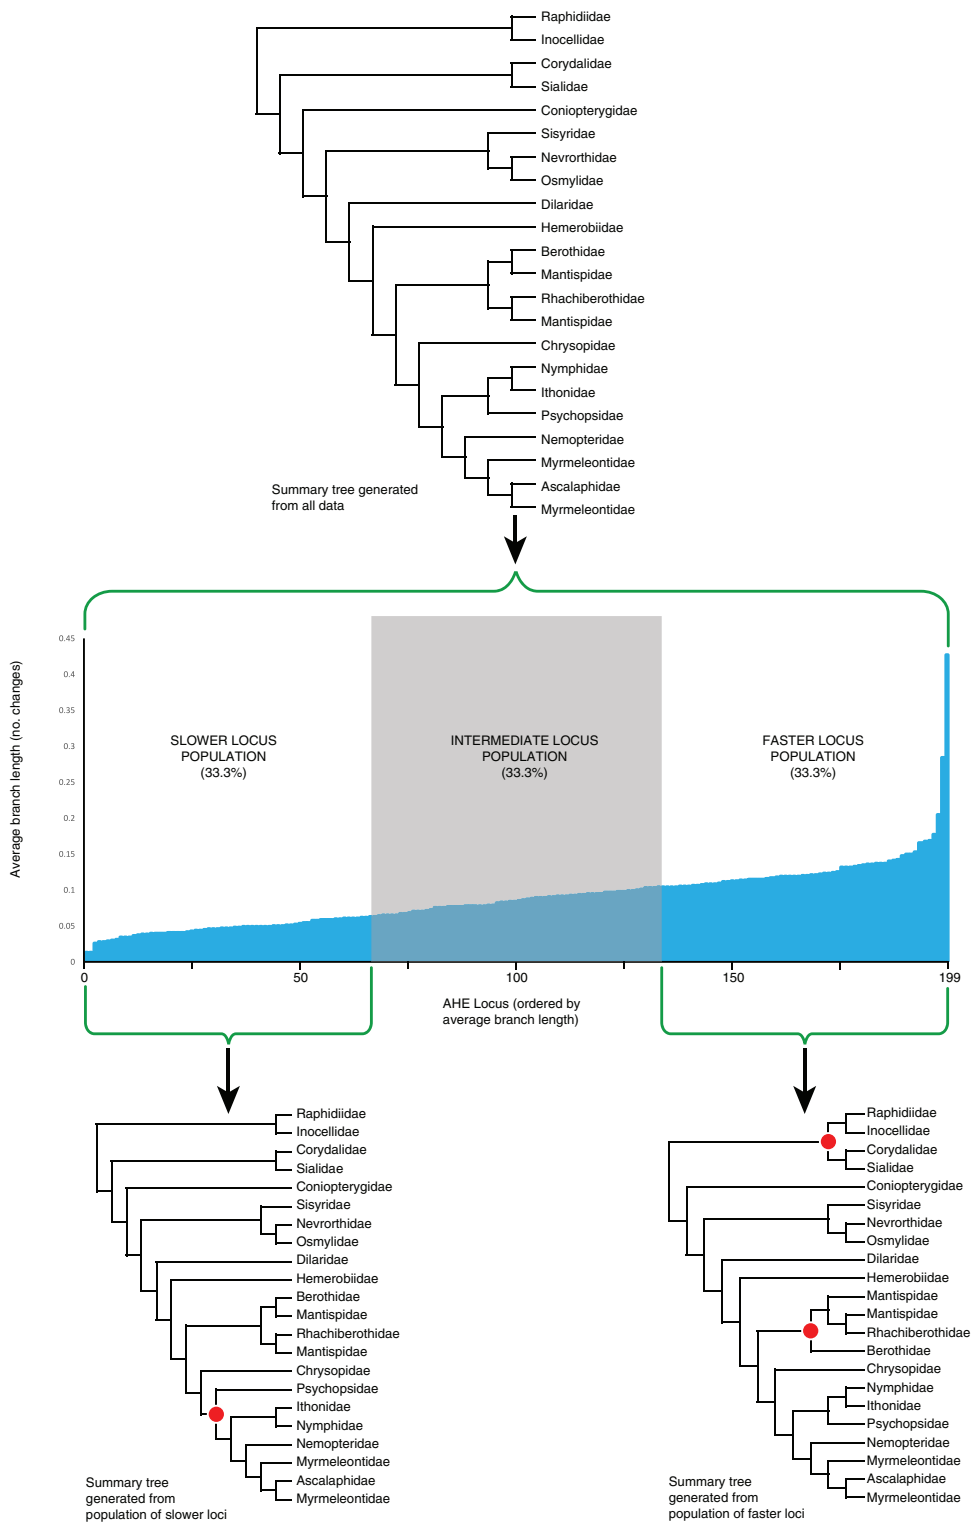 Raphidiidae
Inocellidae
Corydalidae
Sialidae
Coniopterygidae
Sisyridae
Nevrorthidae
Osmylidae
Dilaridae
Hemerobiidae
Berothidae
Mantispidae
Rhachiberothidae
Mantispidae
Chrysopidae
Nymphidae
Ithonidae
Psychopsidae
Nemopteridae
Myrmeleontidae
Ascalaphidae
Myrmeleontidae
Summary tree generated
from all data
Average branch length (no. changes)
0.45
0.4
0.35
0.3
0.25
0.2
0.15
0.1
0.05
0
SLOWER LOCUS
POPULATION
(33.3%)
INTERMEDIATE LOCUS
POPULATION
(33.3%)
FASTER LOCUS
POPULATION
(33.3%)
0
50
100
150
199
AHE Locus (ordered by
average branch length)
Raphidiidae
Inocellidae
Corydalidae
Sialidae
Coniopterygidae
Sisyridae
Nevrorthidae
Osmylidae
Dilaridae
Hemerobiidae
Berothidae
Mantispidae
Rhachiberothidae
Mantispidae
Chrysopidae
Psychopsidae
Ithonidae
Nymphidae
Nemopteridae
Myrmeleontidae
Ascalaphidae
Myrmeleontidae
Summary tree
generated from
population of slower loci
Raphidiidae
Inocellidae
Corydalidae
Sialidae
Coniopterygidae
Sisyridae
Nevrorthidae
Osmylidae
Dilaridae
Hemerobiidae
Mantispidae
Mantispidae
Rhachiberothidae
Berothidae
Chrysopidae
Nymphidae
Ithonidae
Psychopsidae
Nemopteridae
Myrmeleontidae
Ascalaphidae
Myrmeleontidae
Summary tree
generated from
population of faster loci